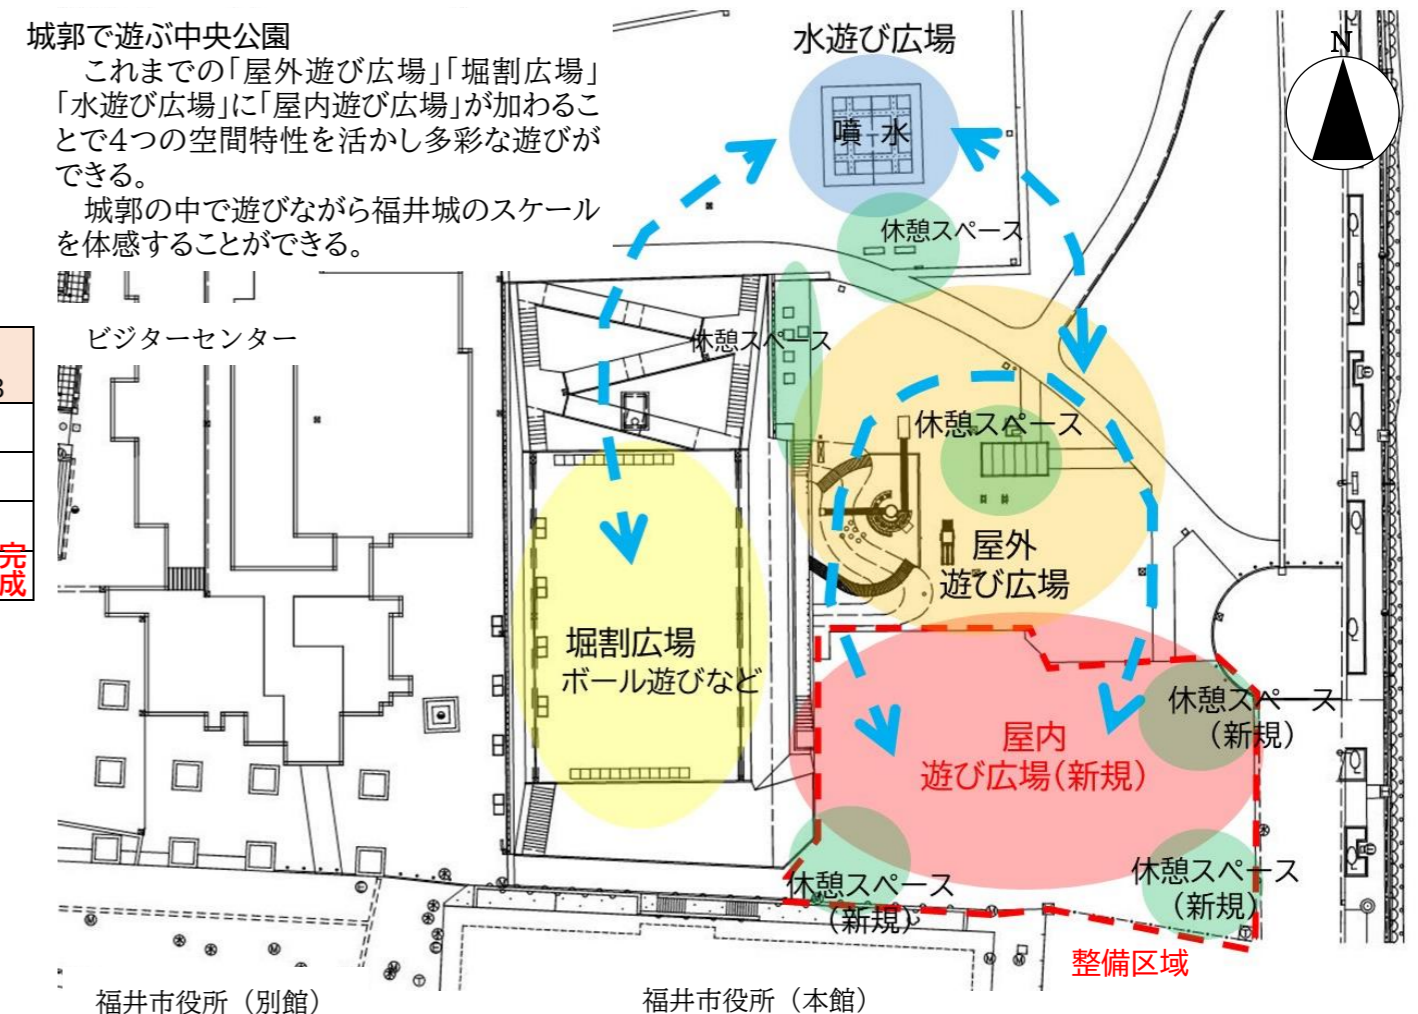 城郭で遊ぶ中央公園
これまでの「屋外遊び広場」「堀割広場」
「水遊び広場」に「屋内遊び広場」が加わるこ
とで4つの空間特性を活かし多彩な遊びが
できる。
城郭の中で遊びながら福井城のスケール
を体感することができる。
水遊び広場
N
噴 水
休憩スペース
ビジターセンター
休憩スペース
休憩スペース
屋外
遊び広場
完
成
堀割広場
ボール遊びなど
休憩スペース
(新規)
屋内
遊び広場(新規)
休憩スペース
(新規)
休憩スペース
(新規)
整備区域
福井市役所（別館）
福井市役所（本館）